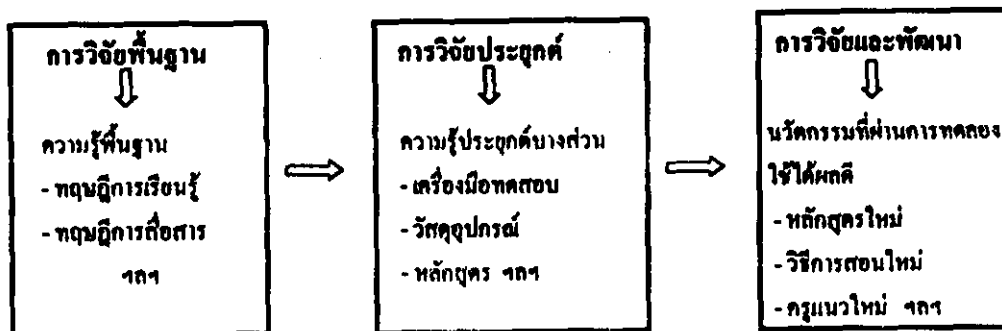 การวิจัยพื้นฐาน
ความรู้พื้นฐาน
- ทฤษฎีการเรียนรู้
- ทฤษฎีการสื่อสาร
ฯลฯ
การวิจัยประยุกต์
ความรู้ประยุกต์บางส่วน
- เครื่องมือทดสอบ
- วัสดุอุปกรณ์
- หลักสูตร ฯลฯ
การวิจัยและพัฒนา
นวัตกรรมที่ผ่านการทดลอง
ใช้ได้ผลดี
- หลักสูตรใหม่
- วิธีการสอนใหม่
- ครูแนวใหม่ ฯลฯ